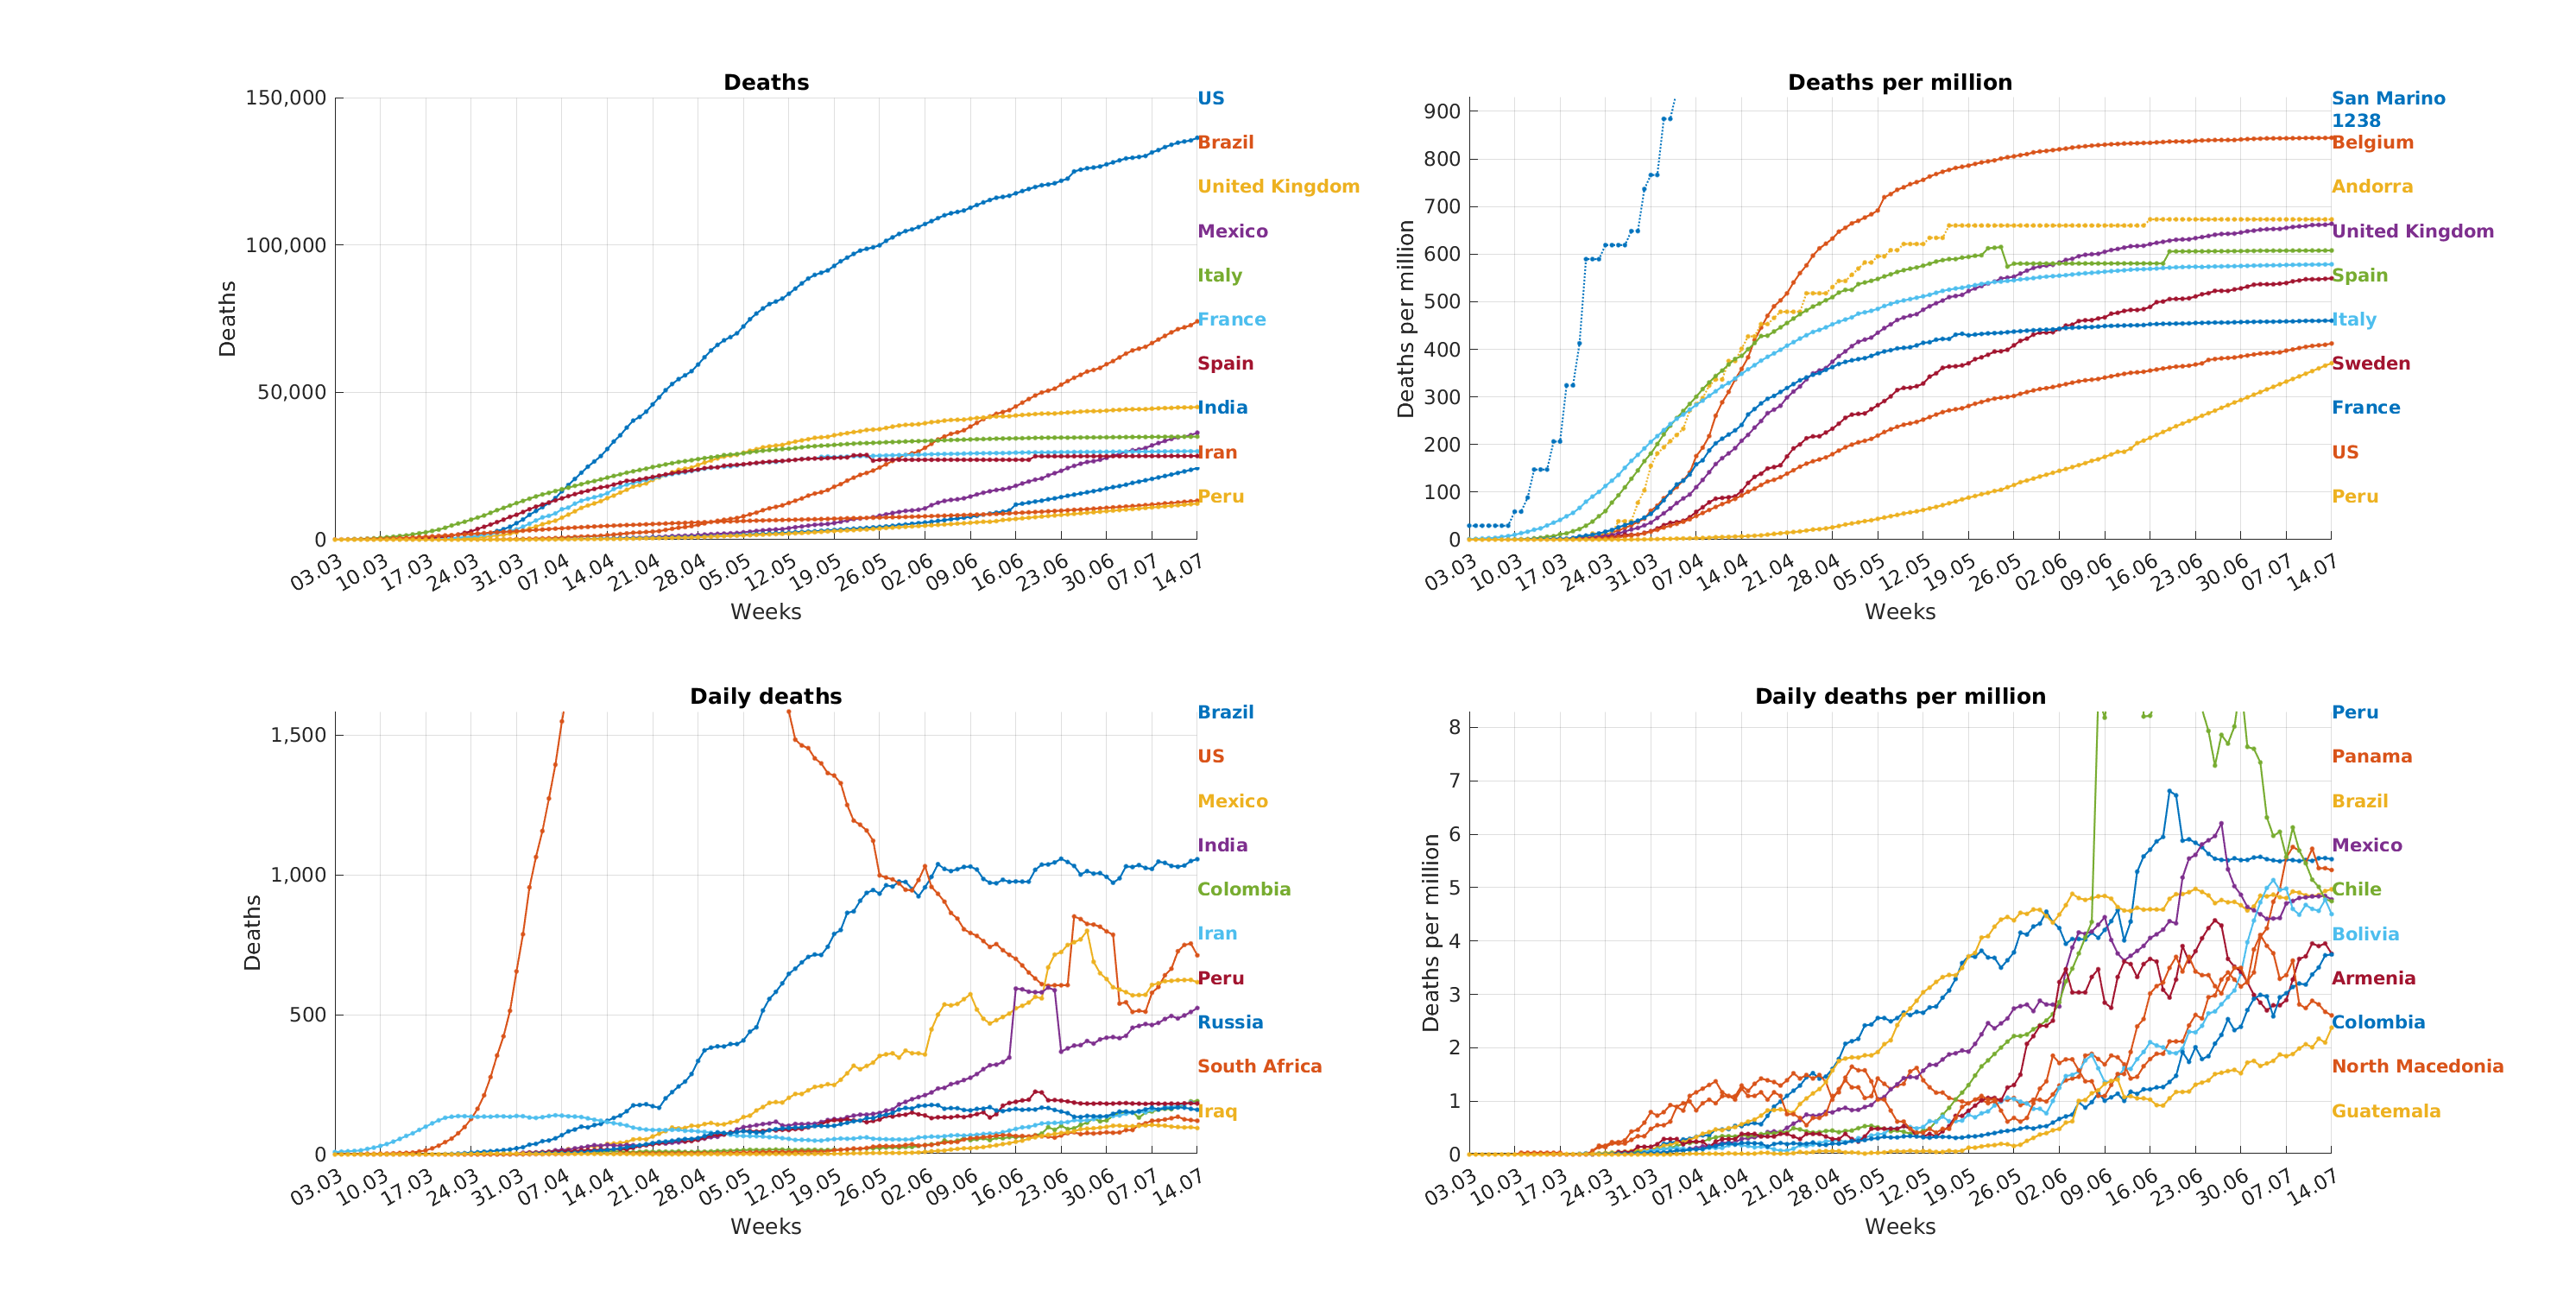 Deaths
150,000
100,000
50,000
0
Deaths
03.03
10.03
17.03
24.03
31.03
07.04
14.04
21.04
28.04
05.05
12.05
19.05
26.05
02.06
09.06
16.06
23.06
30.06
07.07
14.07
Weeks
US
Brazil
United Kingdom
Mexico
Italy
France
Spain
India
Iran
Peru
Deaths per million
900
800
700
600
500
400
300
200
100
0
Deaths per million
03.03
10.03
17.03
24.03
31.03
07.04
14.04
21.04
28.04
05.05
12.05
19.05
26.05
02.06
09.06
16.06
23.06
30.06
07.07
14.07
Weeks
San Marino
1238
Belgium
Andorra
United Kingdom
Spain
Italy
Sweden
France
US
Peru
Daily deaths
1,500
1,000
500
0
Deaths
03.03
10.03
17.03
24.03
31.03
07.04
14.04
21.04
28.04
05.05
12.05
19.05
26.05
02.06
09.06
16.06
23.06
30.06
07.07
14.07
Weeks
Brazil
US
Mexico
India
Colombia
Iran
Peru
Russia
South Africa
Iraq
Daily deaths per million
8
7
6
5
4
3
2
1
0
Deaths per million
03.03
10.03
17.03
24.03
31.03
07.04
14.04
21.04
28.04
05.05
12.05
19.05
26.05
02.06
09.06
16.06
23.06
30.06
07.07
14.07
Weeks
Peru
Panama
Brazil
Mexico
Chile
Bolivia
Armenia
Colombia
North Macedonia
Guatemala